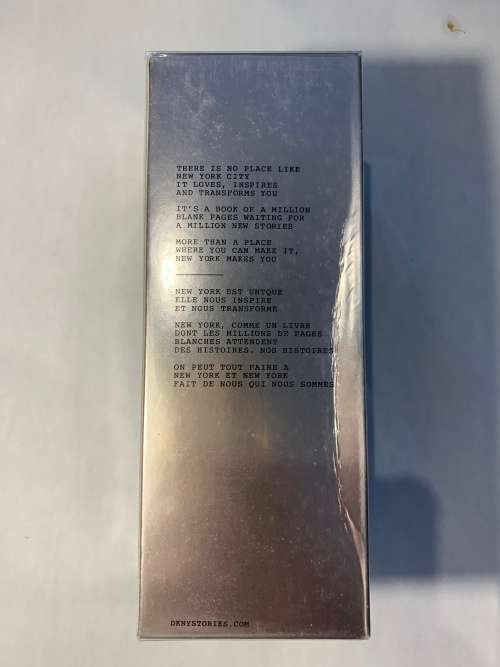 THERE IS NO PLACE LIKE
NEW YORK CITY
IT LOVES, INSPIRES
AND TRANSFORMS YOU
IT'S A BOOK OF A MILLION
BLANK PAGES WAITING FOR
A MILLION NEW STORIES
MORE THAN A PLACE
WHERE YOU CAN MAKE IT,
NEW YORK MAKES YOU
NEW YORK EST UNIQUE
ELLE NOUS INSPIRE
ET NOUS TRANSFORME
NEW YORK, COMME UN LIVRE
DONT LES MILLIONS DE PAGES
BLANCHES ATTENDENT
DES HISTOIRES. NOS HISTOIRES
ON PEUT TOUT FAIRE A
NEW YORK ET NEW YORK
FAIT DE NOUS QUI NOUS SOMMES
DKNYSTORIES.COM